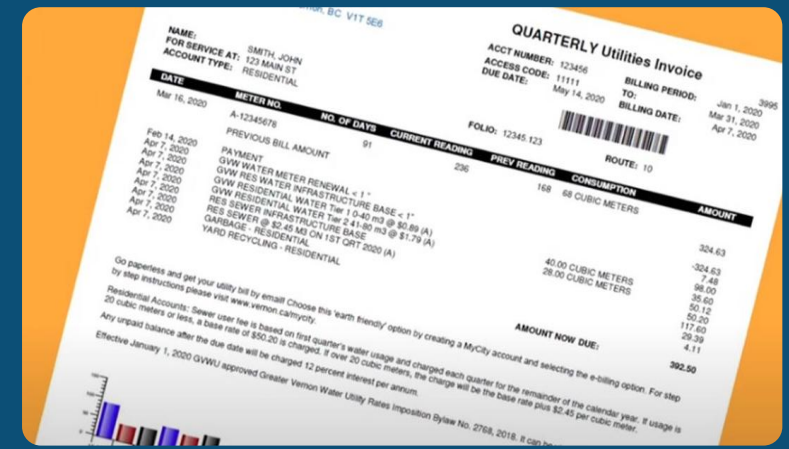 BC V1T 5E6
QUARTERLY Utilities Invoice
3995
NAME: SMITH, JOHN
FOR SERVICE AT: 123 MAIN ST
ACCOUNT TYPE: RESIDENTIAL
ACCT NUMBER: 123456
ACCESS CODE: 11111
DUE DATE: May 14, 2020
BILLING PERIOD: Jan 1, 2020
TO: Mar 31, 2020
BILLING DATE: Apr 7, 2020
FOLIO: 12345.123
ROUTE: 10
DATE METER NO. NO. OF DAYS CURRENT READING PREV READING CONSUMPTION AMOUNT
Mar 16, 2020 A-12345678 91 236 168 68 CUBIC METERS
PREVIOUS BILL AMOUNT 324.63
Feb 14, 2020 PAYMENT -324.63
Apr 7, 2020 GVW WATER METER RENEWAL < 1" 7.48
Apr 7, 2020 GVW RES WATER INFRASTRUCTURE BASE < 1" 98.00
Apr 7, 2020 GVW RESIDENTIAL WATER Tier 1 0-40 m3 @ $0.89 (A) 40.00 CUBIC METERS 35.60
Apr 7, 2020 GVW RESIDENTIAL WATER Tier 2 41-80 m3 @ $1.79 (A) 28.00 CUBIC METERS 50.12
Apr 7, 2020 RES SEWER INFRASTRUCTURE BASE 50.20
Apr 7, 2020 RES SEWER @ $2.45 M3 ON 1ST QRT 2020 (A) 117.60
Apr 7, 2020 GARBAGE - RESIDENTIAL 29.39
Apr 7, 2020 YARD RECYCLING - RESIDENTIAL 4.11
AMOUNT NOW DUE: 392.50
Go paperless and get your utility bill by email! Choose this 'earth friendly' option by creating a MyCity account and selecting the e-billing option. For step
by step instructions please visit www.vernon.ca/mycity.
Residential Accounts: Sewer user fee is based on first quarter's water usage and charged each quarter for the remainder of the calendar year. If usage is
20 cubic meters or less, a base rate of $50.20 is charged. If over 20 cubic meters, the charge will be the base rate plus $2.45 per cubic meter.
Any unpaid balance after the due date will be charged 12 percent interest per annum.
Effective January 1, 2020 GVWU approved Greater Vernon Water Utility Rates Imposition Bylaw No. 2768, 2018. It can be